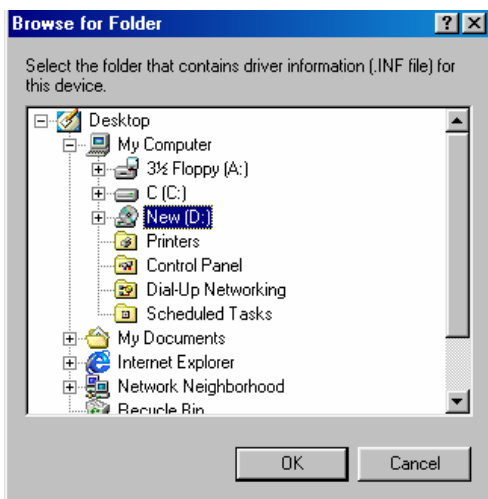 Browse for Folder
Select the folder that contains driver information (.INF file) for
this device.
Desktop
My Computer
3½ Floppy (A:)
C (C:)
New (D:)
Printers
Control Panel
Dial-Up Networking
Scheduled Tasks
My Documents
Internet Explorer
Network Neighborhood
Recycle Bin
OK
Cancel